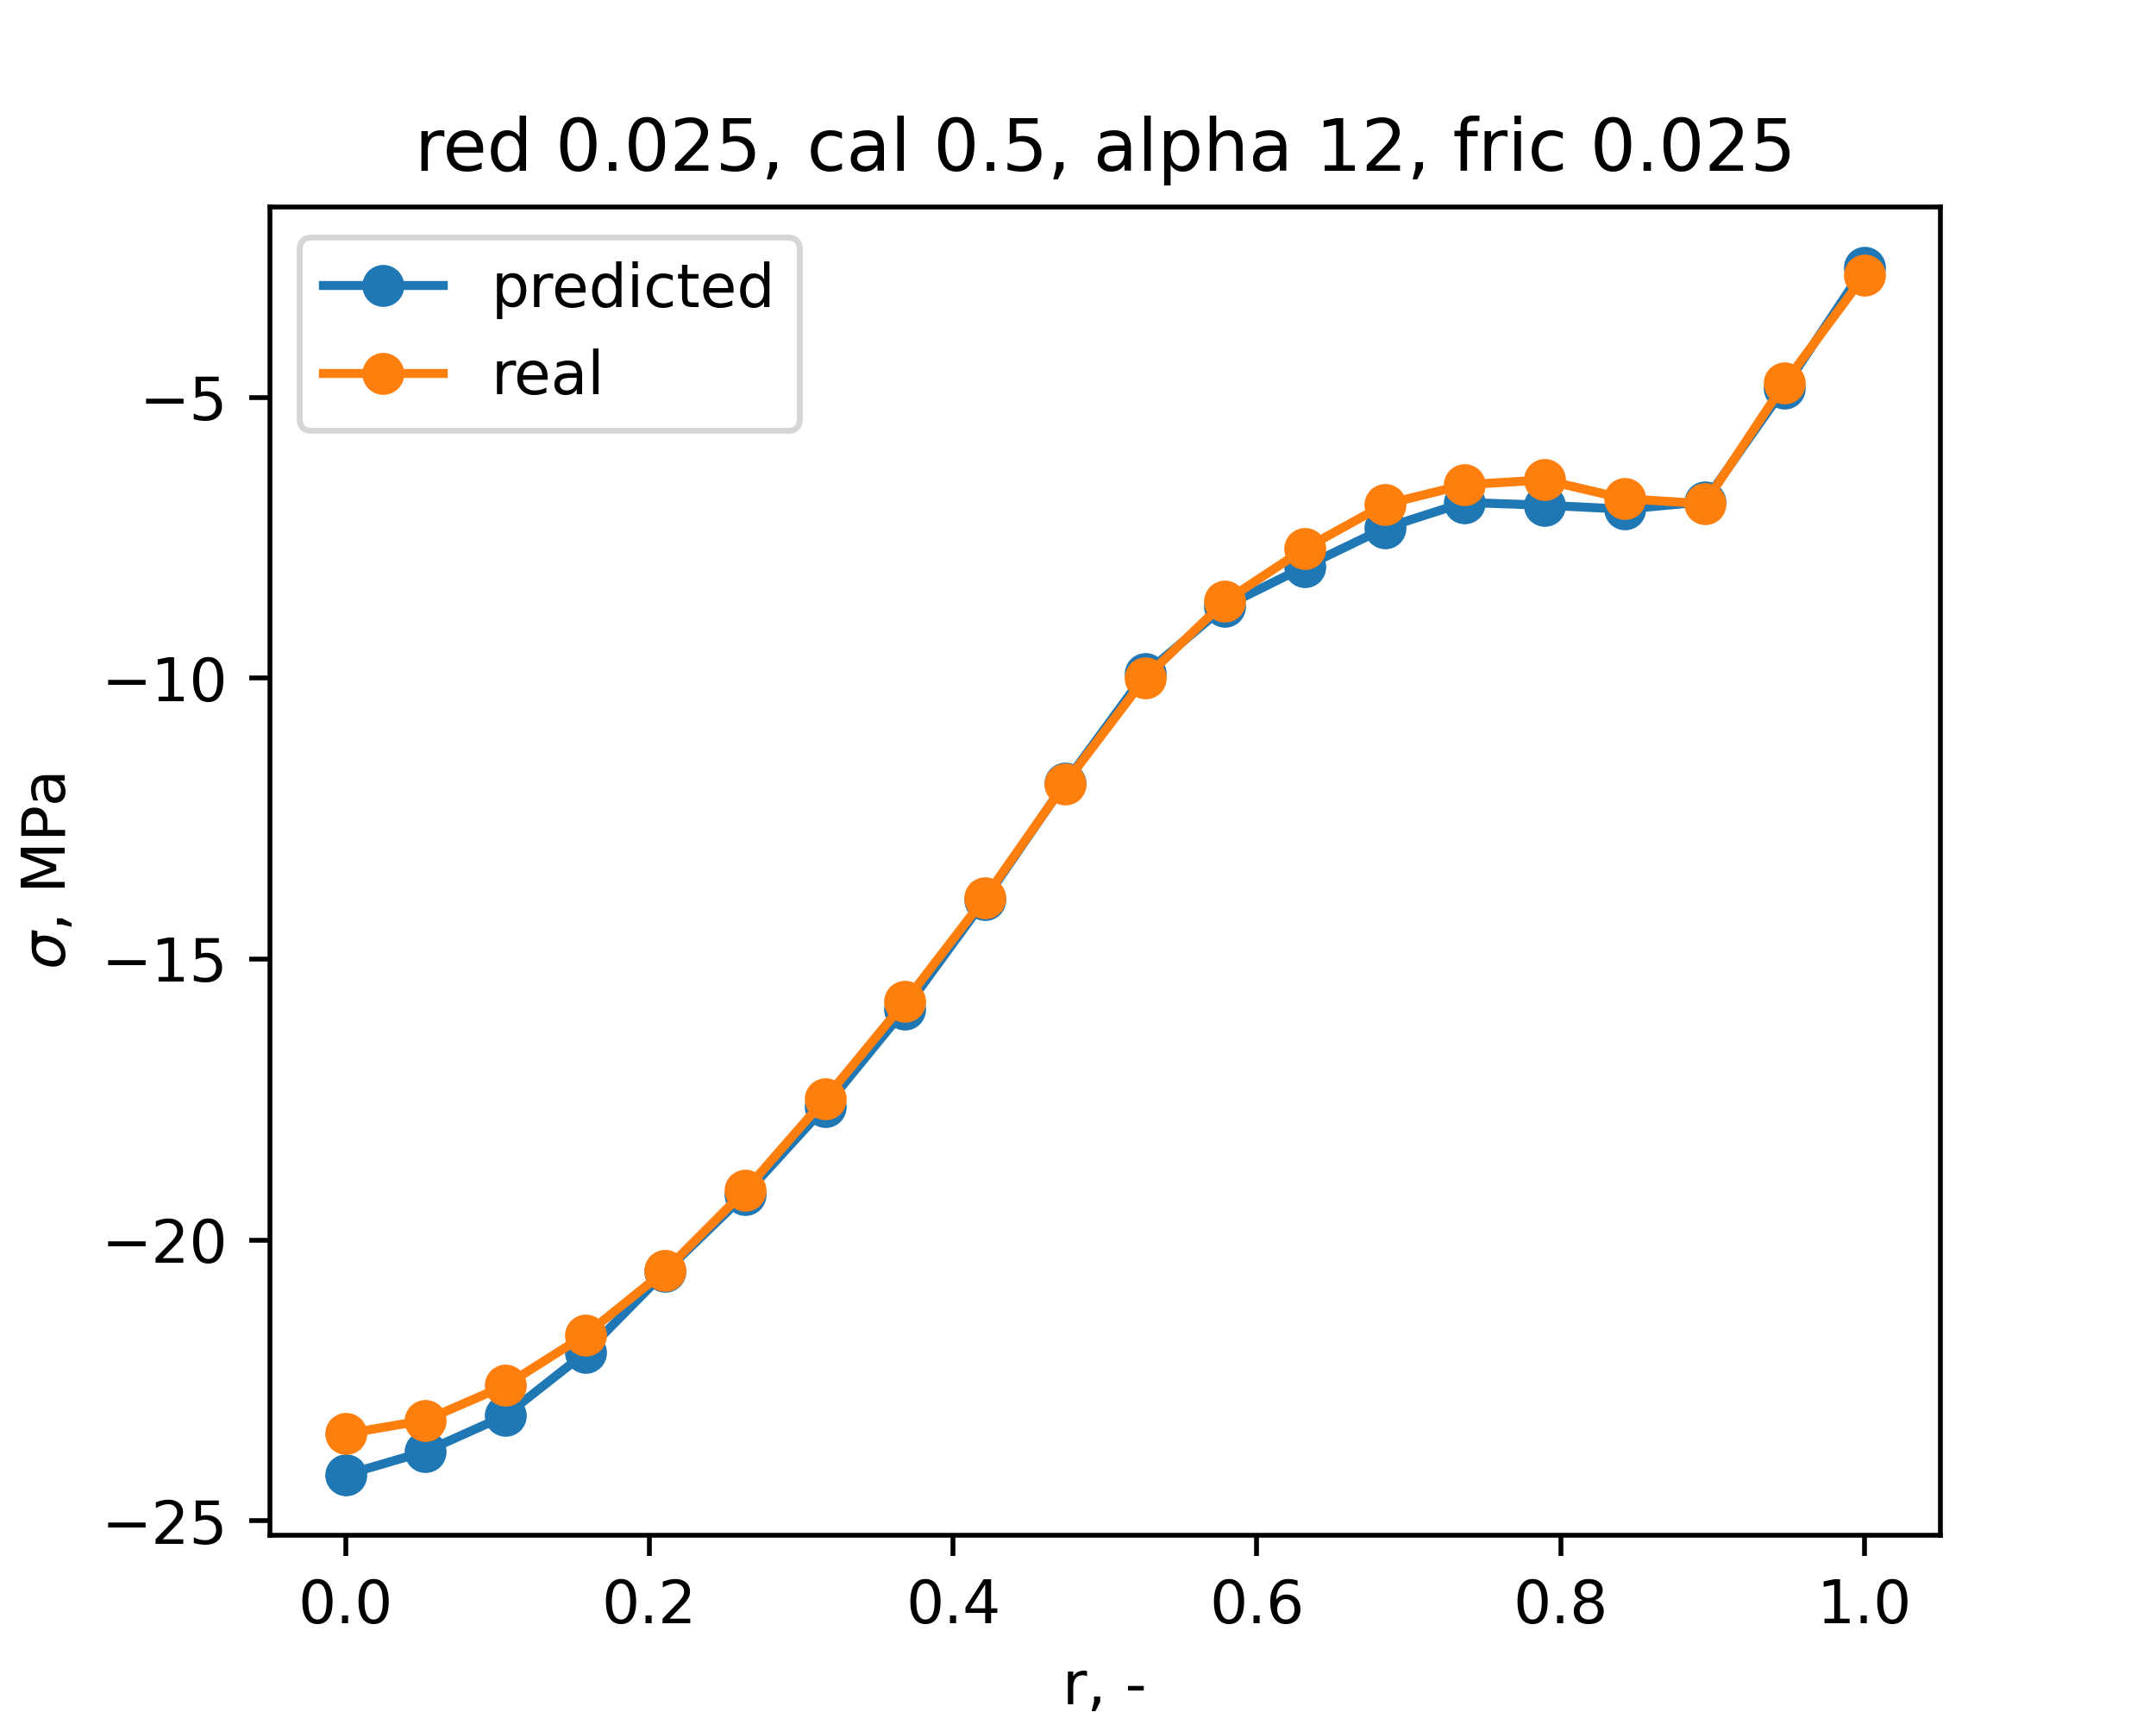 red 0.025, cal 0.5, alpha 12, fric 0.025
predicted
real
−5
−10
−15
−20
−25
σ, MPa
0.0 0.2 0.4 0.6 0.8 1.0
r, -